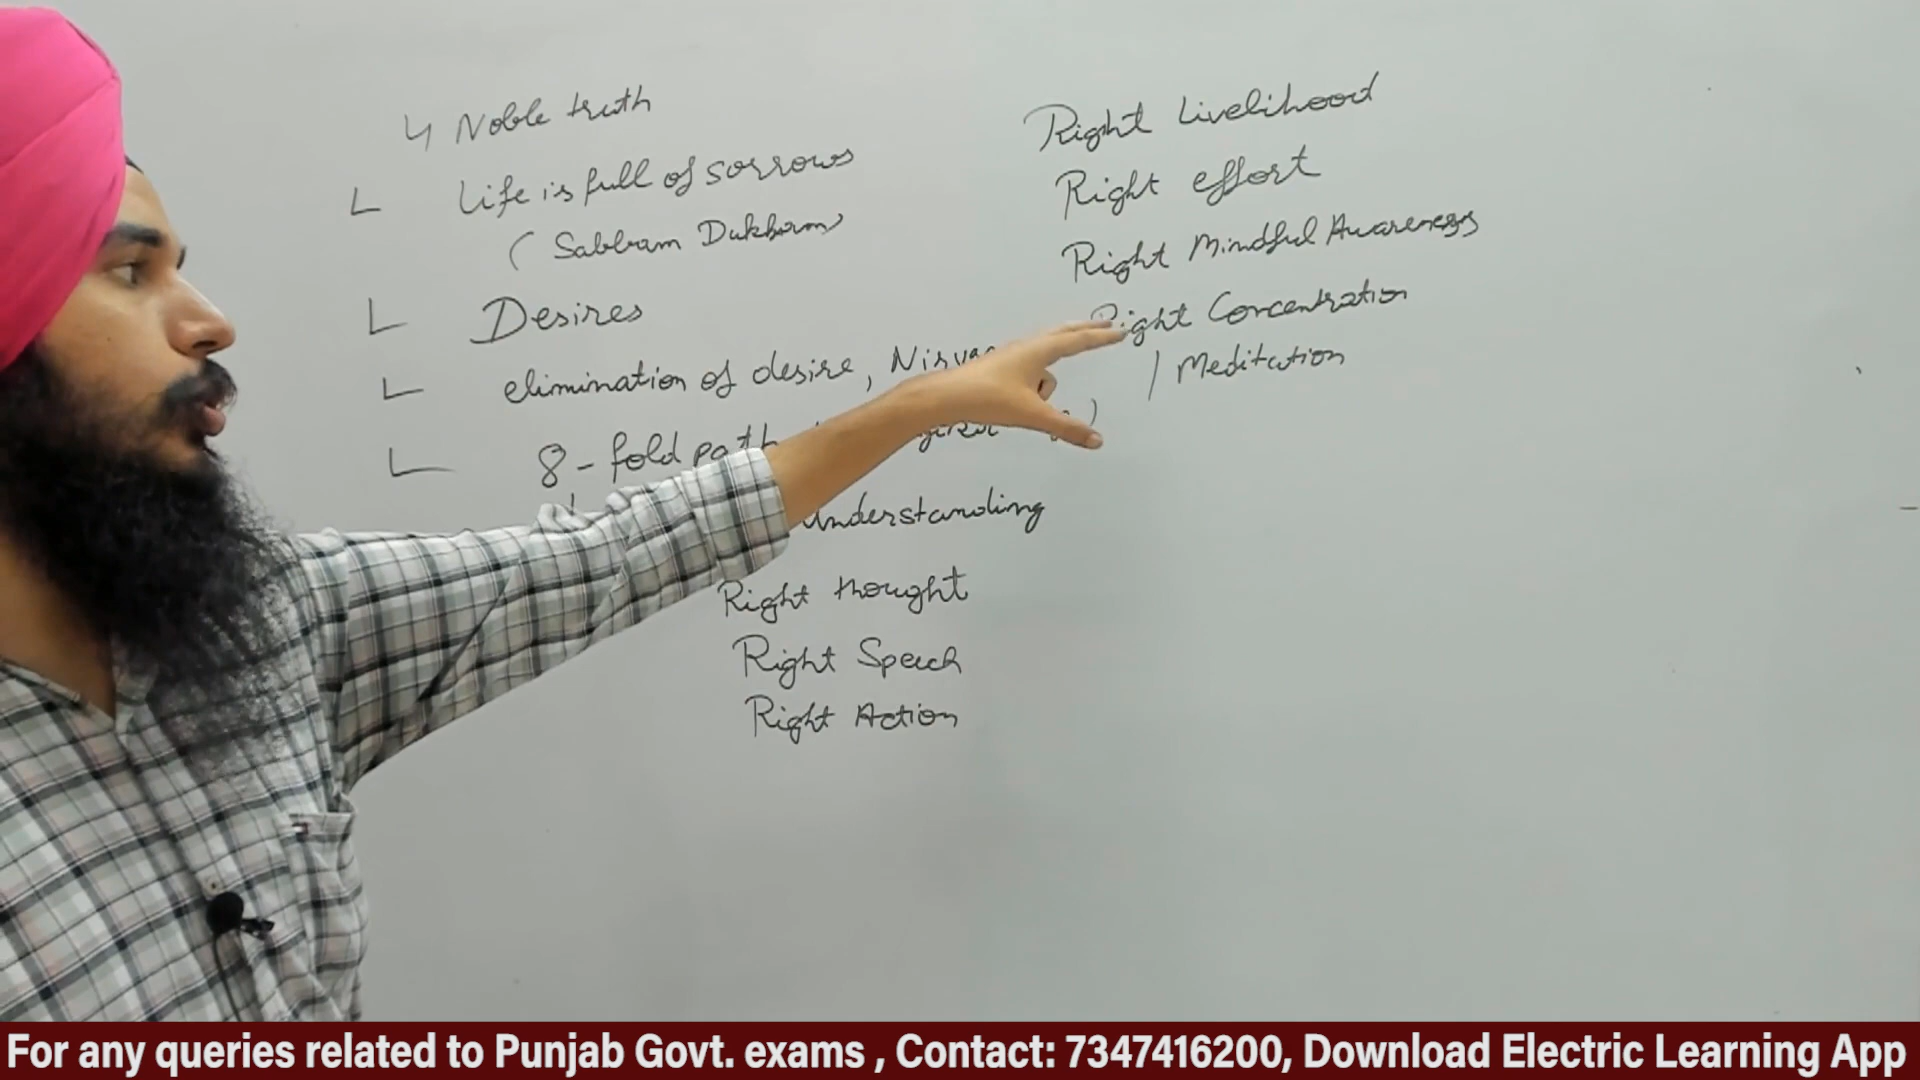 4 Noble truth
Life is full of sorrows
( Sabbam Dukham
Desires
elimination of desire,
8 - fold path
understanding
Right thought
Right Speech
Right Action
Right Livelihood
Right effort
Right Mindful Awareness
Right Concentration
/ Meditation
For any queries related to Punjab Govt. exams , Contact: 7347416200, Download Electric Learning App